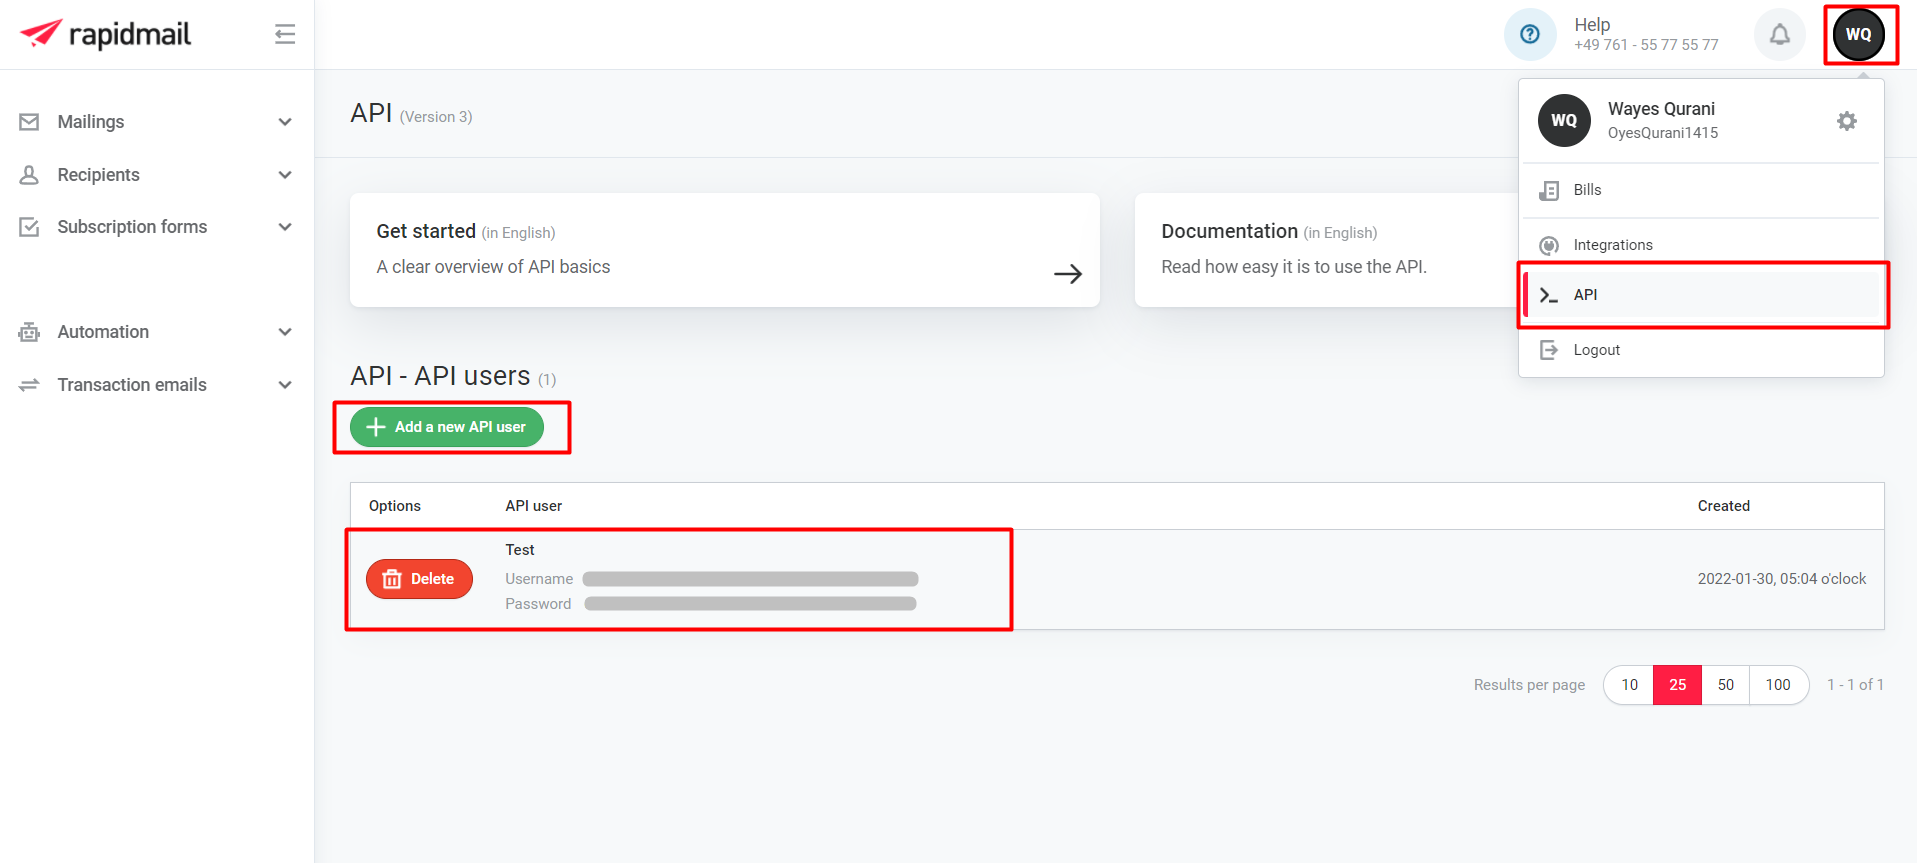 rapidmail
Help
+49 761 - 55 77 55 77
WQ
Mailings
Recipients
Subscription forms
Automation
Transaction emails
API (Version 3)
WQ
Wayes Qurani
OyesQurani1415
Bills
Integrations
API
Logout
Get started (in English)
A clear overview of API basics
Documentation (in English)
Read how easy it is to use the API.
API - API users (1)
Add a new API user
Options API user Created
Test
Delete
Username
Password
2022-01-30, 05:04 o'clock
Results per page 10 25 50 100 1 - 1 of 1